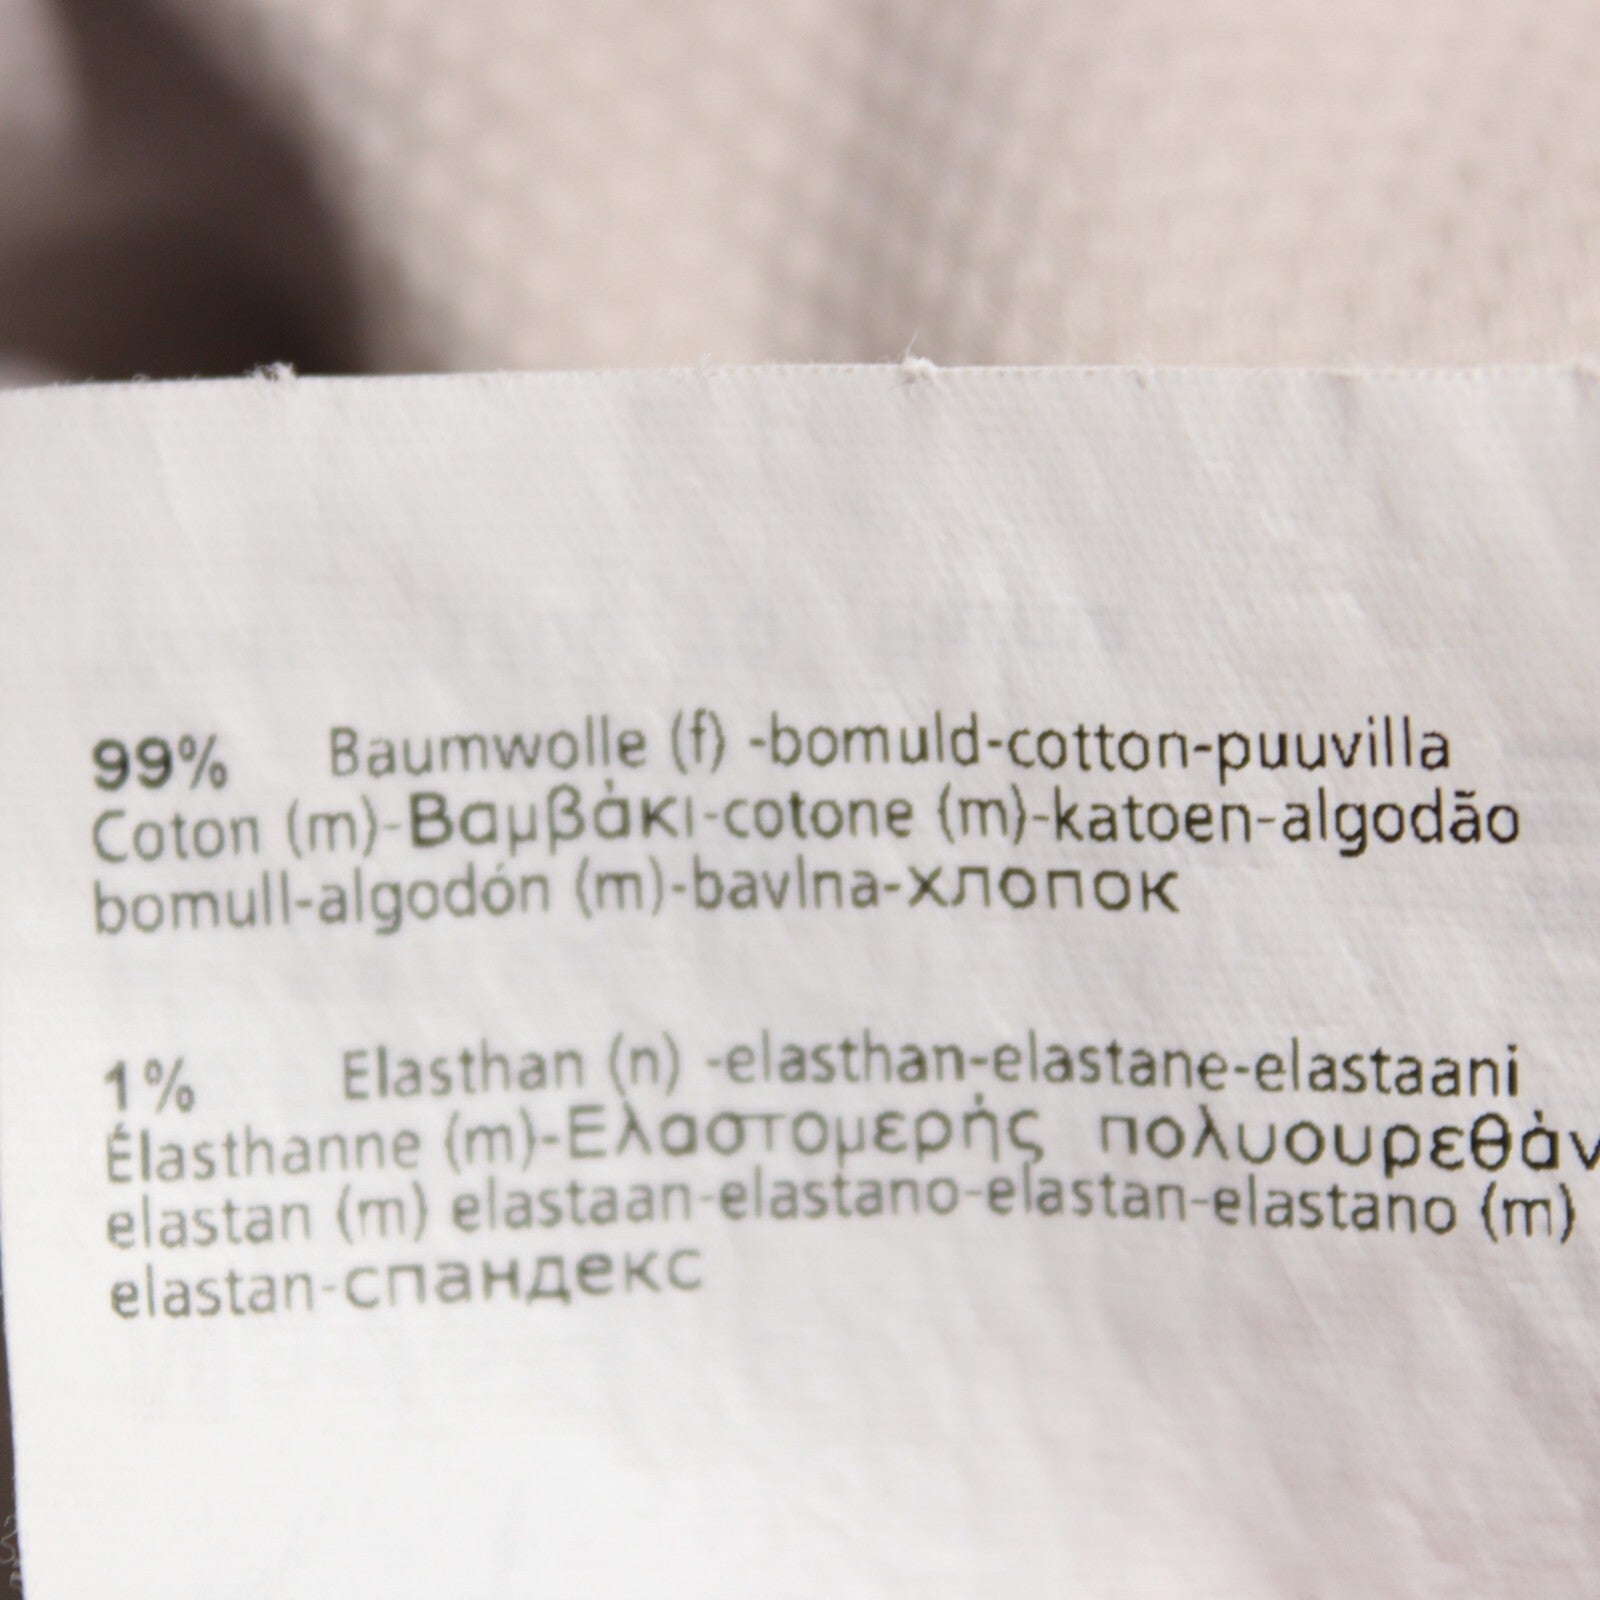 99% Baumwolle (f) -bomuld-cotton-puuvilla
Coton (m)-Βαμβάκι-cotone (m)-katoen-algodão
bomull-algodón (m)-bavlna-хлопок
1% Elasthan (n) -elasthan-elastane-elastaani
Élasthanne (m)-Ελαστομερής πολυουρεθάν
elastan (m) elastaan-elastano-elastan-elastano (m)
elastan-спандекс